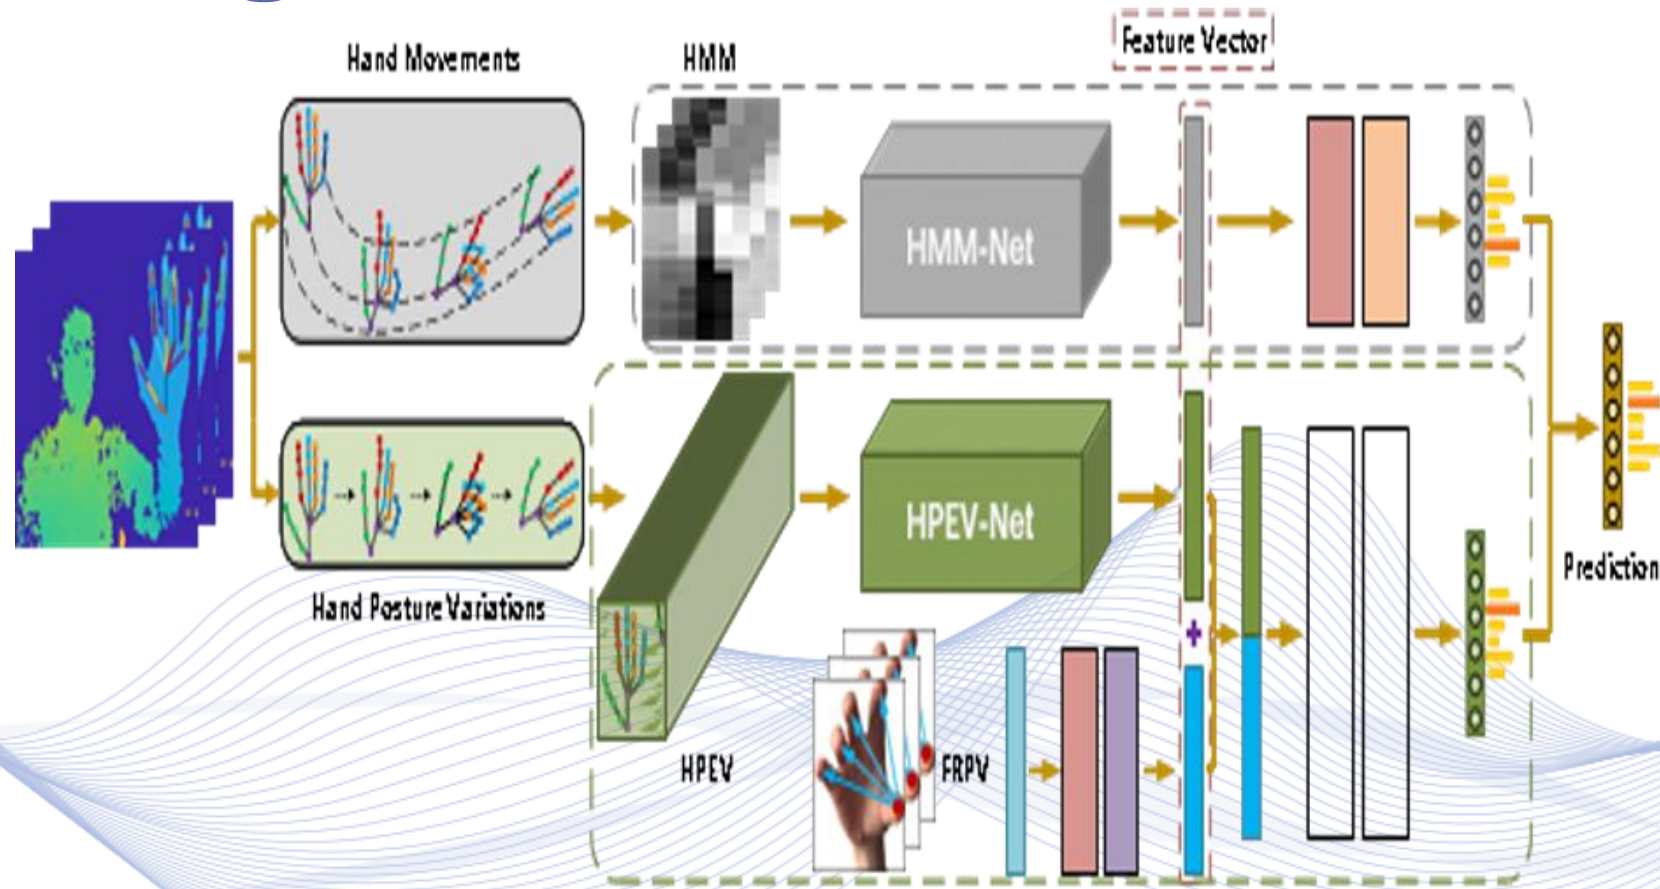 Hand Movements
HMM
Feature Vector
HMM-Net
HPEV-Net
Hand Posture Variations
Prediction
HPEV
FRPV
+